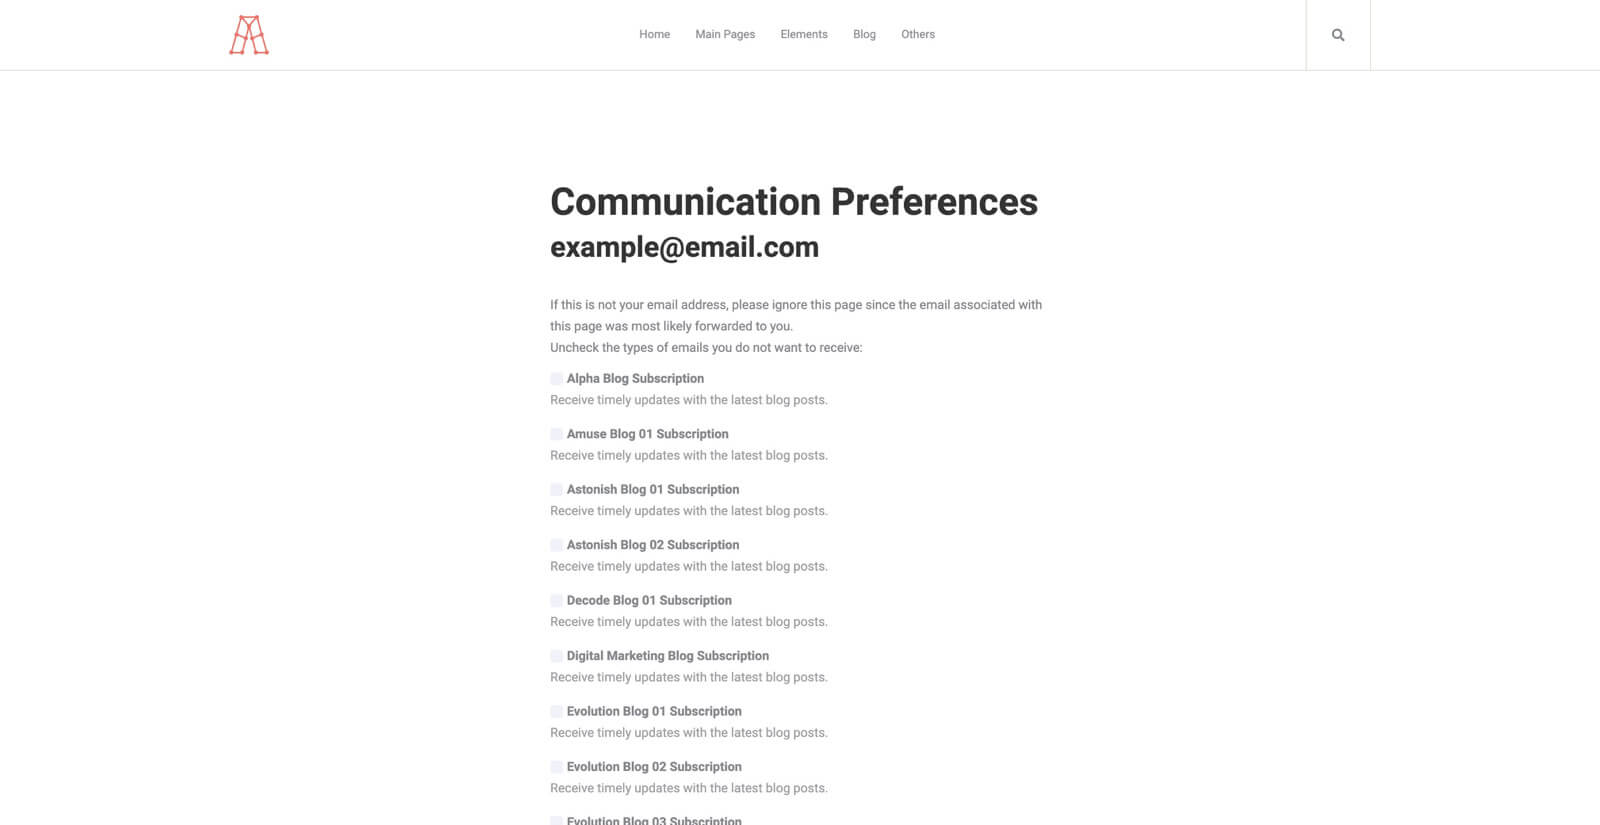 Home Main Pages Elements Blog Others
Communication Preferences
example@email.com
If this is not your email address, please ignore this page since the email associated with
this page was most likely forwarded to you.
Uncheck the types of emails you do not want to receive:
Alpha Blog Subscription
Receive timely updates with the latest blog posts.
Amuse Blog 01 Subscription
Receive timely updates with the latest blog posts.
Astonish Blog 01 Subscription
Receive timely updates with the latest blog posts.
Astonish Blog 02 Subscription
Receive timely updates with the latest blog posts.
Decode Blog 01 Subscription
Receive timely updates with the latest blog posts.
Digital Marketing Blog Subscription
Receive timely updates with the latest blog posts.
Evolution Blog 01 Subscription
Receive timely updates with the latest blog posts.
Evolution Blog 02 Subscription
Receive timely updates with the latest blog posts.
Evolution Blog 03 Subscription